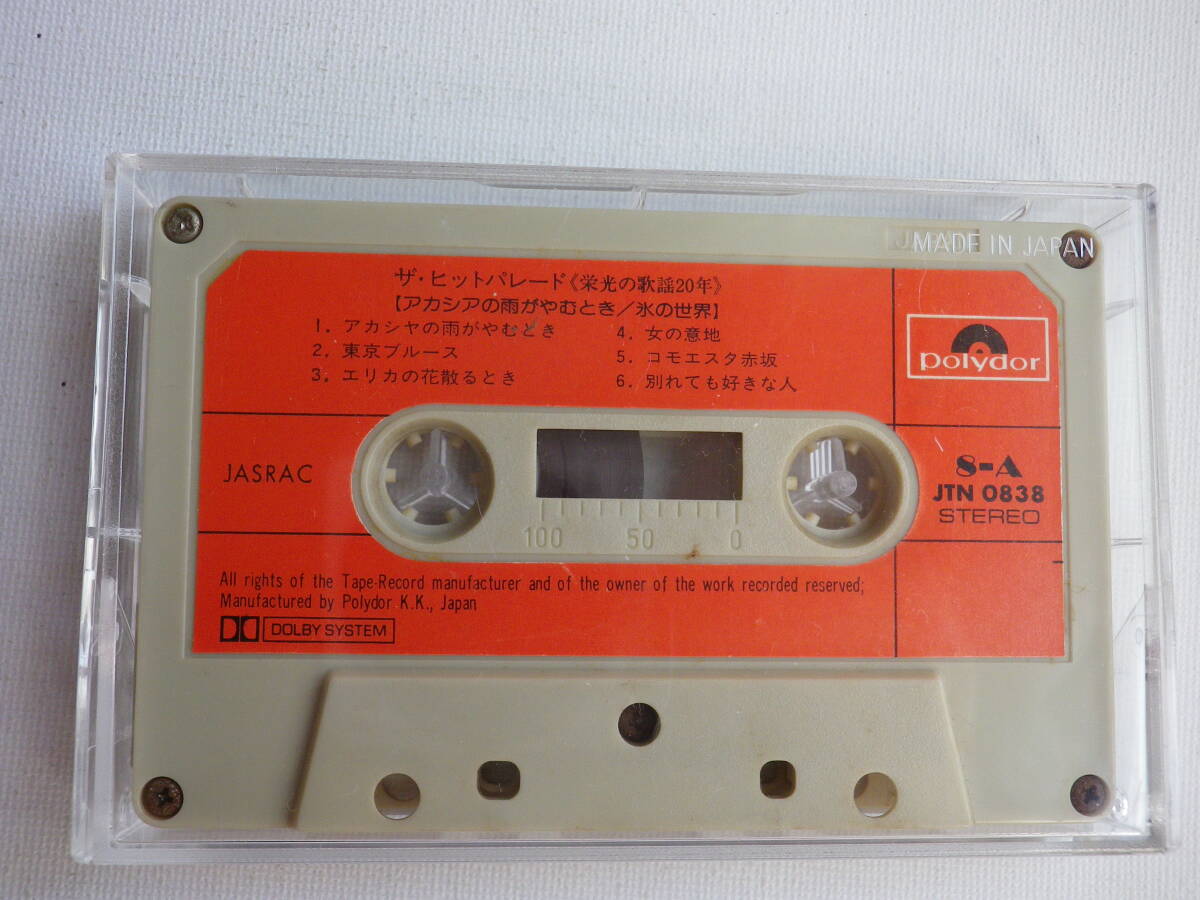 MADE IN JAPAN
ザ・ヒットパレード《栄光の歌謡20年》
【アカシアの雨がやむとき/氷の世界】
1. アカシヤの雨がやむとき
2. 東京ブルース
3. エリカの花散るとき
4. 女の意地
5. コモエスタ赤坂
6. 別れても好きな人
polydor
JASRAC
8-A
JTN 0838
STEREO
100 50 0
All rights of the Tape-Record manufacturer and of the owner of the work recorded reserved;
Manufactured by Polydor K.K., Japan
DOLBY SYSTEM